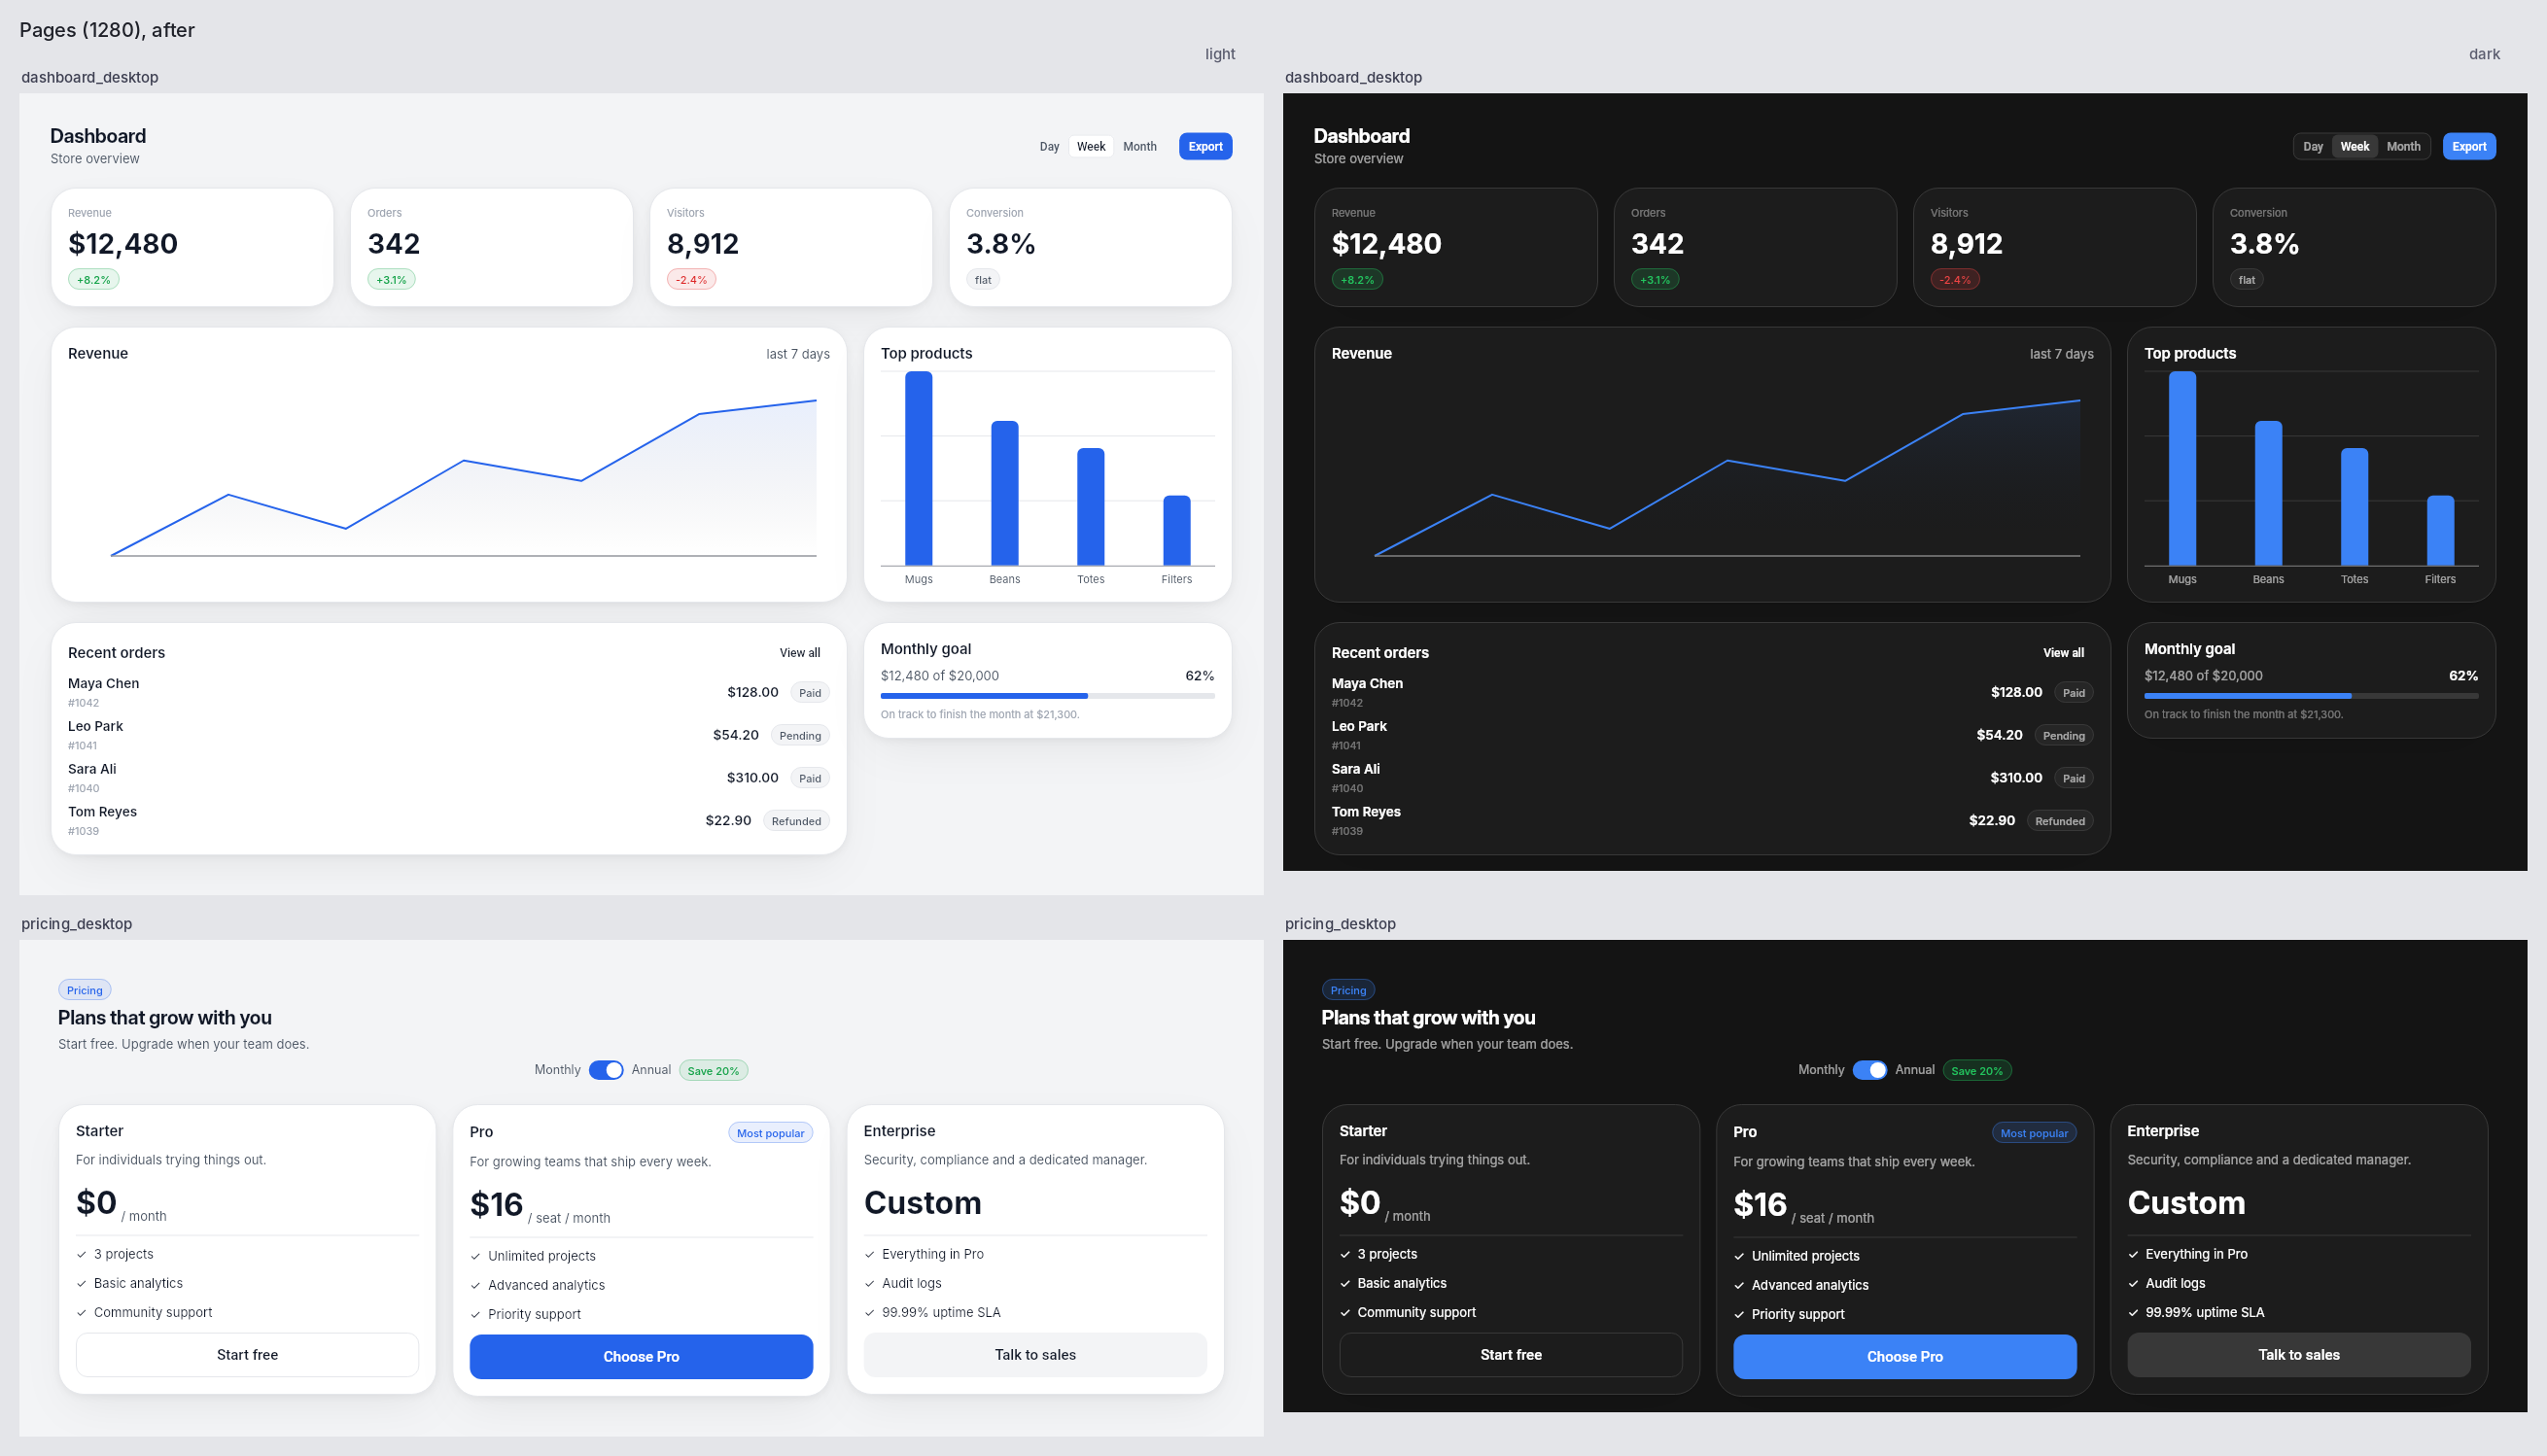 Pages (1280), after
light
dark
dashboard_desktop
Dashboard
Store overview
Day Week Month Export
Revenue
$12,480
+8.2%
Orders
342
+3.1%
Visitors
8,912
-2.4%
Conversion
3.8%
flat
Revenue
last 7 days
Top products
Mugs Beans Totes Filters
Recent orders
View all
Maya Chen
#1042
$128.00 Paid
Leo Park
#1041
$54.20 Pending
Sara Ali
#1040
$310.00 Paid
Tom Reyes
#1039
$22.90 Refunded
Monthly goal
$12,480 of $20,000 62%
On track to finish the month at $21,300.
dashboard_desktop
Dashboard
Store overview
Day Week Month Export
Revenue
$12,480
+8.2%
Orders
342
+3.1%
Visitors
8,912
-2.4%
Conversion
3.8%
flat
Revenue
last 7 days
Top products
Mugs Beans Totes Filters
Recent orders
View all
Maya Chen
#1042
$128.00 Paid
Leo Park
#1041
$54.20 Pending
Sara Ali
#1040
$310.00 Paid
Tom Reyes
#1039
$22.90 Refunded
Monthly goal
$12,480 of $20,000 62%
On track to finish the month at $21,300.
pricing_desktop
Pricing
Plans that grow with you
Start free. Upgrade when your team does.
Monthly Annual Save 20%
Starter
For individuals trying things out.
$0 / month
3 projects
Basic analytics
Community support
Start free
Pro
Most popular
For growing teams that ship every week.
$16 / seat / month
Unlimited projects
Advanced analytics
Priority support
Choose Pro
Enterprise
Security, compliance and a dedicated manager.
Custom
Everything in Pro
Audit logs
99.99% uptime SLA
Talk to sales
pricing_desktop
Pricing
Plans that grow with you
Start free. Upgrade when your team does.
Monthly Annual Save 20%
Starter
For individuals trying things out.
$0 / month
3 projects
Basic analytics
Community support
Start free
Pro
Most popular
For growing teams that ship every week.
$16 / seat / month
Unlimited projects
Advanced analytics
Priority support
Choose Pro
Enterprise
Security, compliance and a dedicated manager.
Custom
Everything in Pro
Audit logs
99.99% uptime SLA
Talk to sales